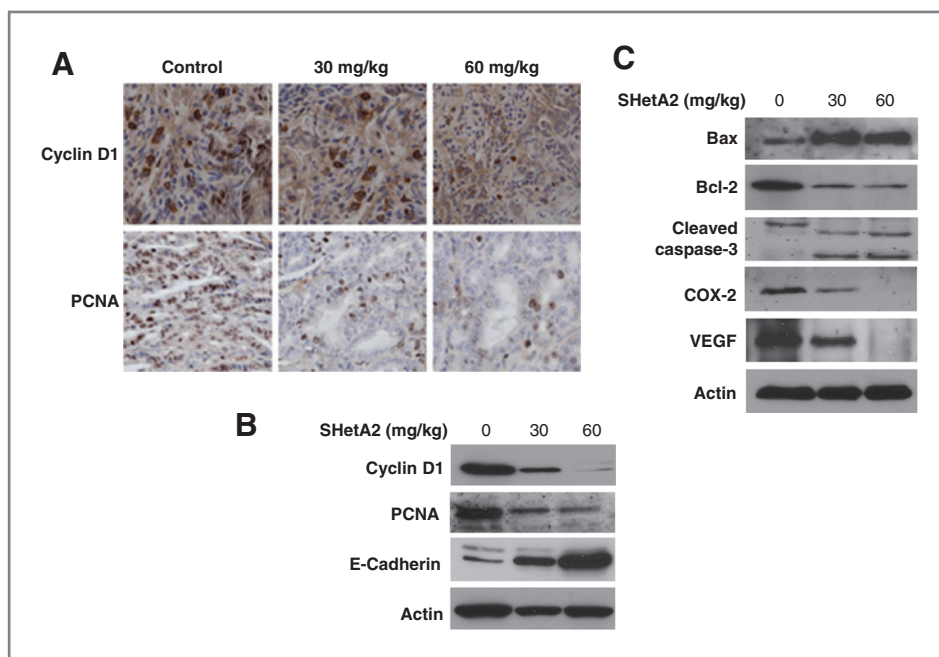 A
Control 30 mg/kg 60 mg/kg
Cyclin D1
PCNA
B
SHetA2 (mg/kg) 0 30 60
Cyclin D1
PCNA
E-Cadherin
Actin
C
SHetA2 (mg/kg) 0 30 60
Bax
Bcl-2
Cleaved
caspase-3
COX-2
VEGF
Actin